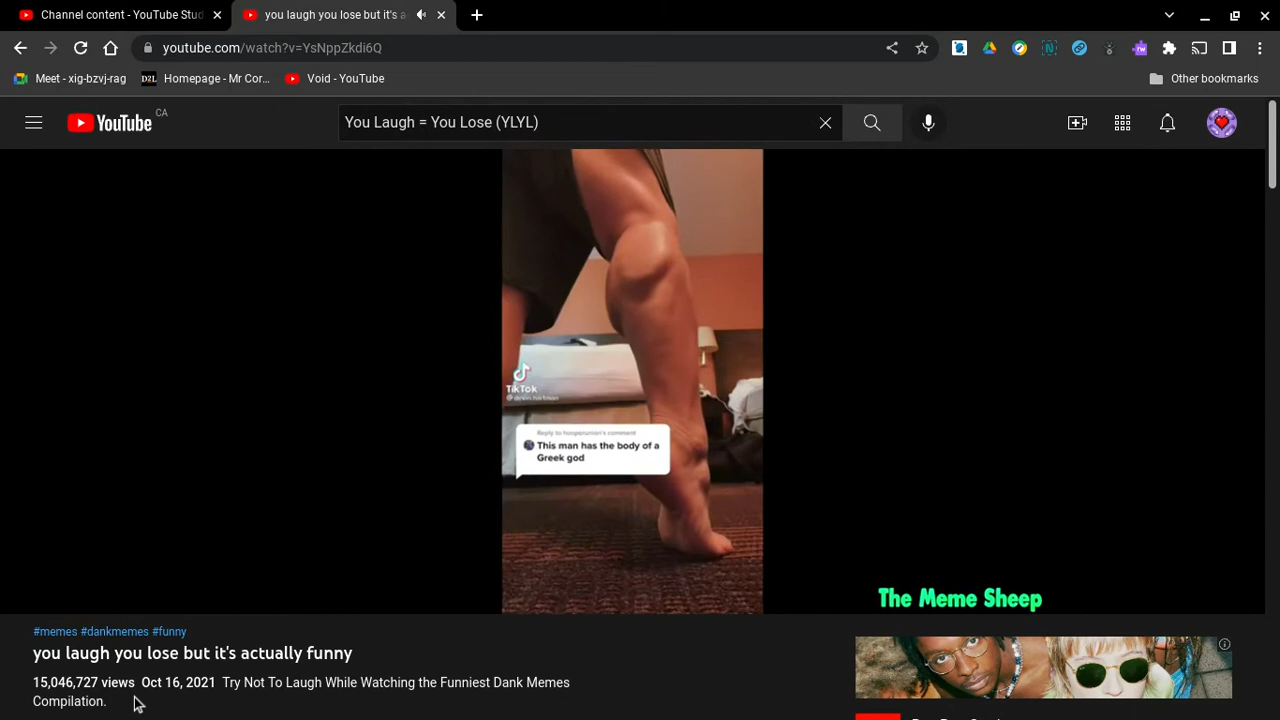 Channel content - YouTube Stud
you laugh you lose but it's a
youtube.com/watch?v=YsNppZkdi6Q
Meet - xig-bzvj-rag
D2L
Homepage - Mr Cor...
Void - YouTube
Other bookmarks
YouTube CA
You Laugh = You Lose (YLYL)
TikTok
Reply to hooperunion's comment
This man has the body of a
Greek god
The Meme Sheep
#memes #dankmemes #funny
you laugh you lose but it's actually funny
15,046,727 views Oct 16, 2021 Try Not To Laugh While Watching the Funniest Dank Memes
Compilation.